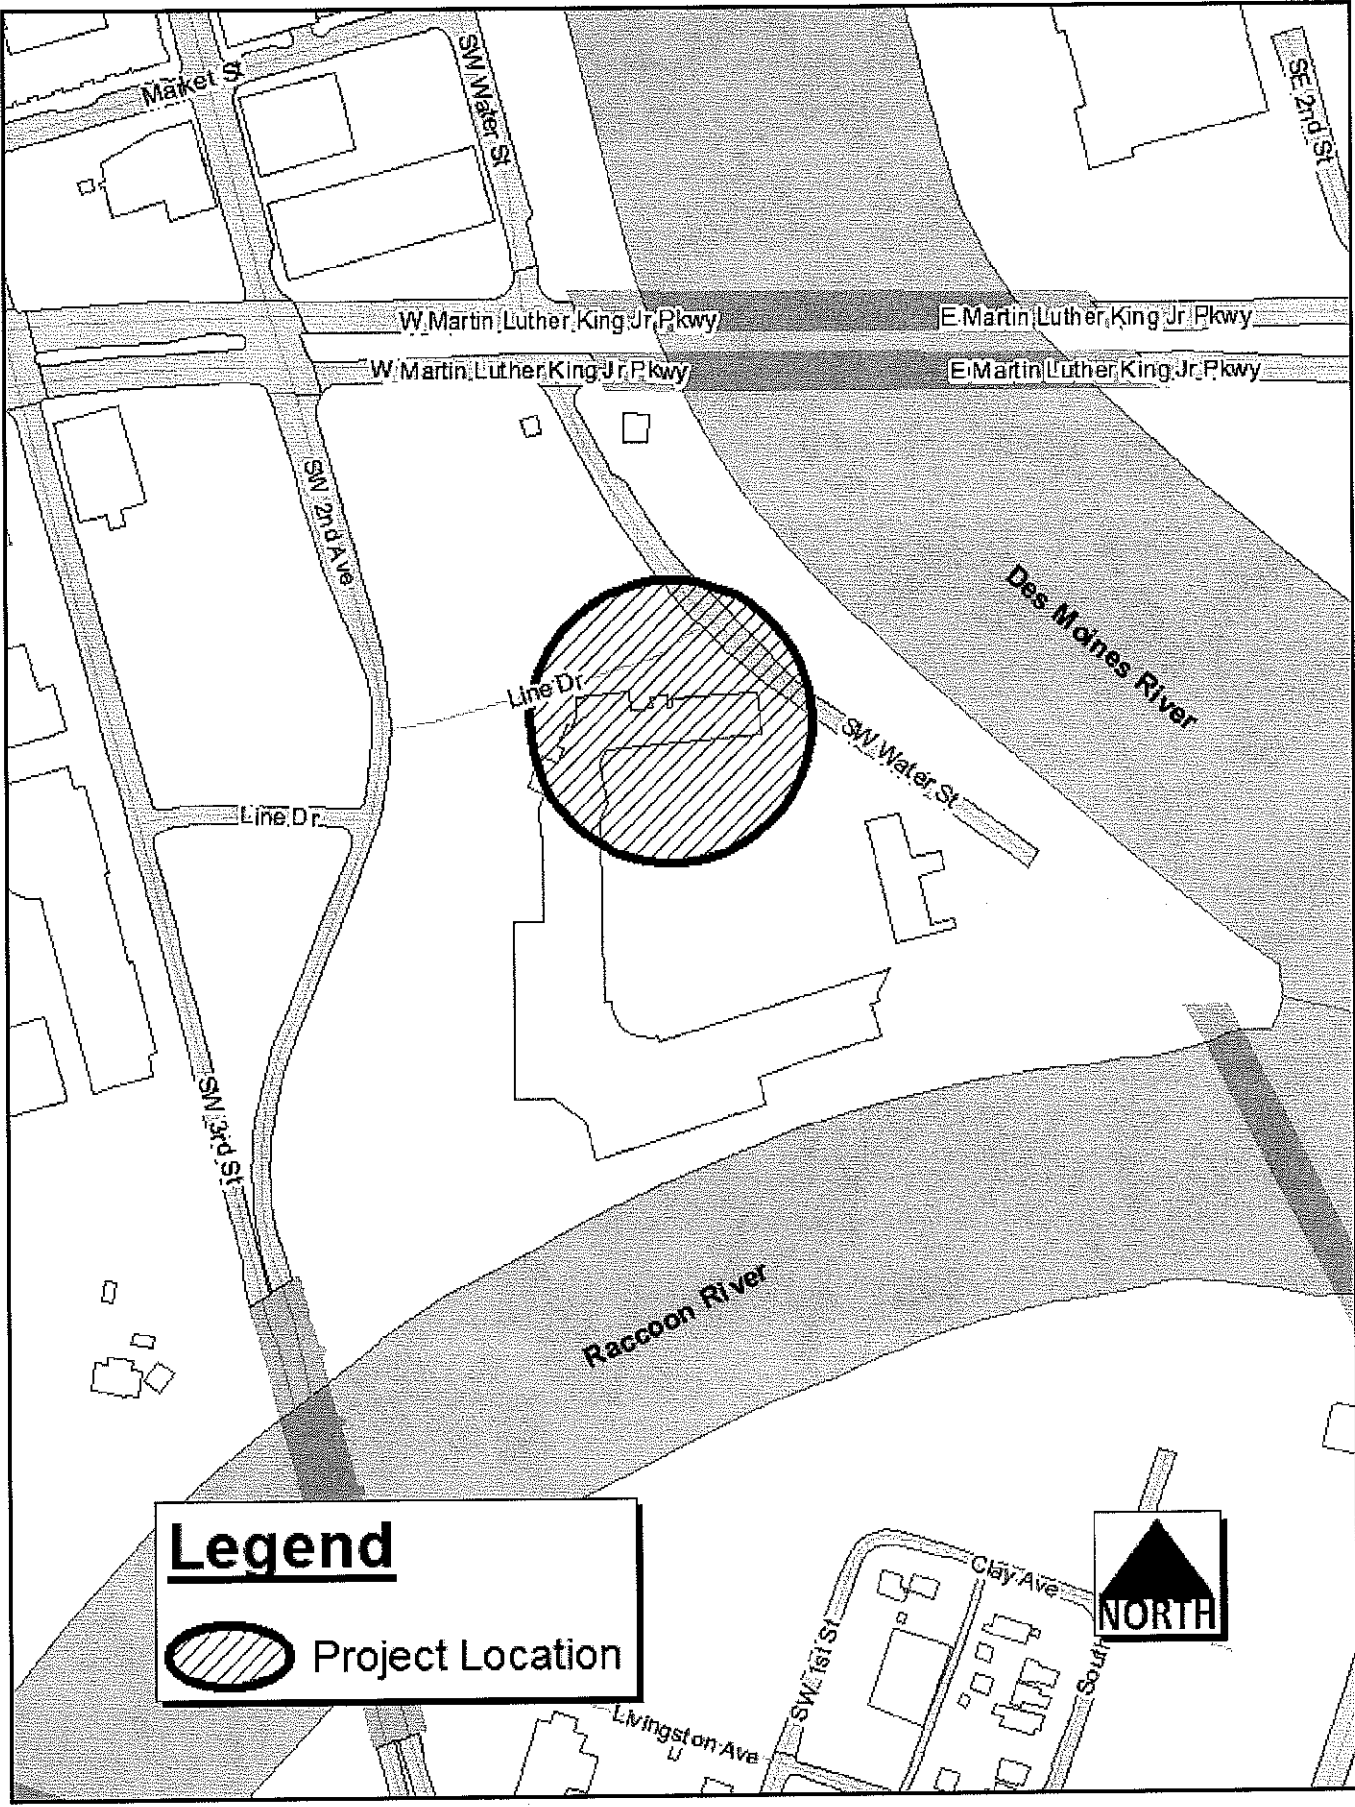 Market St
SW Water St
SE 2nd St
W Martin Luther King Jr Pkwy
E Martin Luther King Jr Pkwy
W Martin Luther King Jr Pkwy
E Martin Luther King Jr Pkwy
SW 2nd Ave
Des Moines River
Line Dr
SW Water St
Line Dr
SW 3rd St
Raccoon River
Legend
Project Location
Clay Ave
NORTH
SW 1st St
South
Livingston Ave